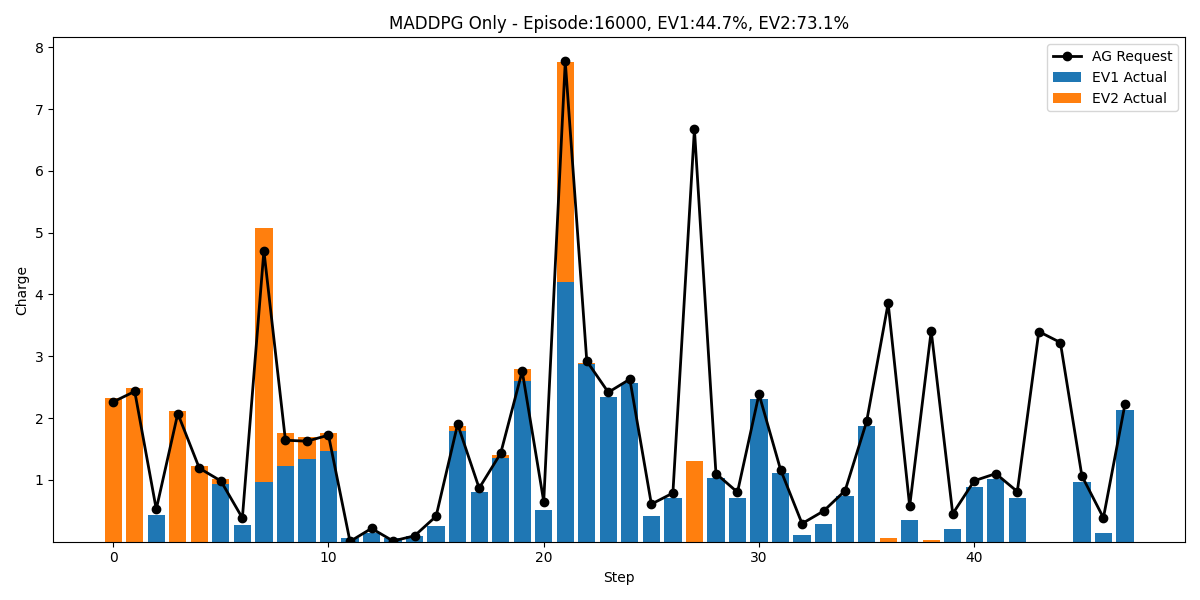 MADDPG Only - Episode:16000, EV1:44.7%, EV2:73.1%
8
7
6
5
4
3
2
1
Charge
AG Request
EV1 Actual
EV2 Actual
0 10 20 30 40
Step